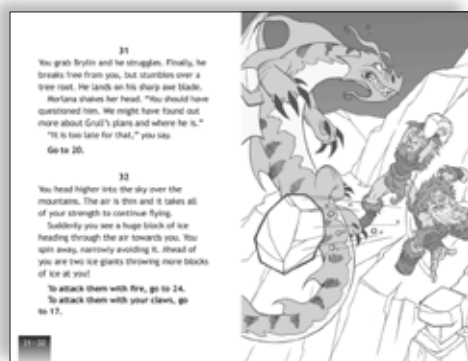 31
You grab Brylin and he struggles. Finally, he
breaks free from you, but stumbles over a
tree root. He lands on his sharp axe blade.
Morlana shakes her head. "You should have
questioned him. We might have found out
more about Grull's plans and where he is."
"It is too late for that," you say.
Go to 20.
32
You head higher into the sky over the
mountains. The air is thin and it takes all
of your strength to continue flying.
Suddenly you see a huge block of ice
heading through the air towards you. You
spin away, narrowly avoiding it. Ahead of
you are two ice giants throwing more blocks
of ice at you!
To attack them with fire, go to 24.
To attack them with your claws, go
to 17.
31–32